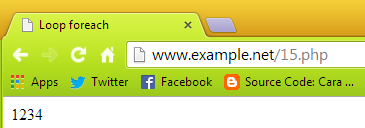 Loop foreach
www.example.net/15.php
Apps Twitter Facebook Source Code: Cara ...
1234